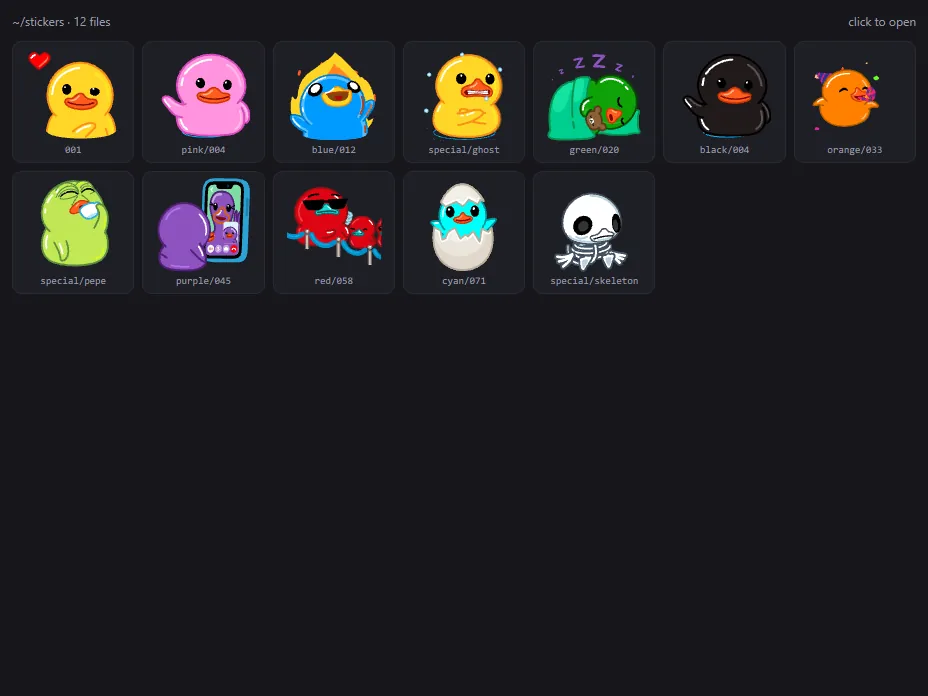 ~/stickers · 12 files
click to open
001
pink/004
blue/012
special/ghost
z z Z Z z
green/020
black/004
orange/033
special/pepe
purple/045
red/058
cyan/071
special/skeleton